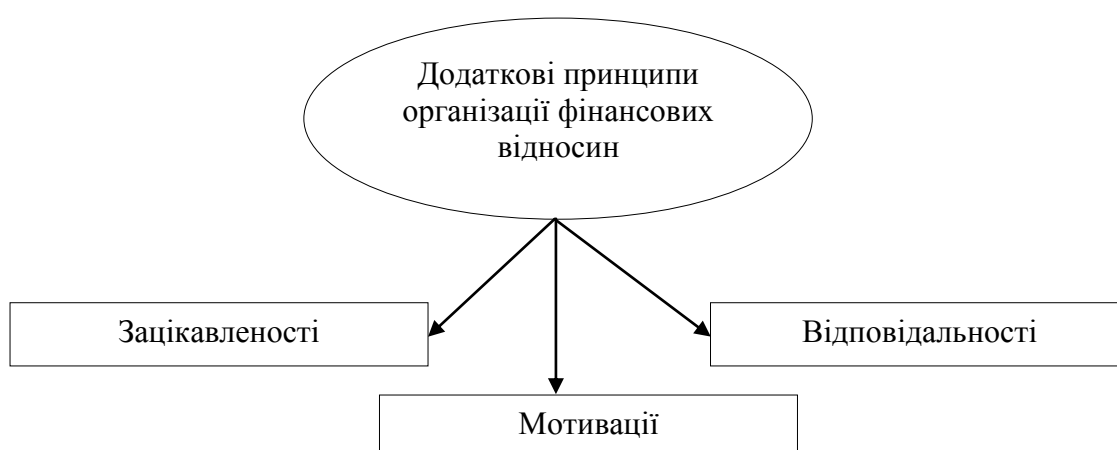 Додаткові принципи
організації фінансових
відносин
Зацікавленості
Відповідальності
Мотивації